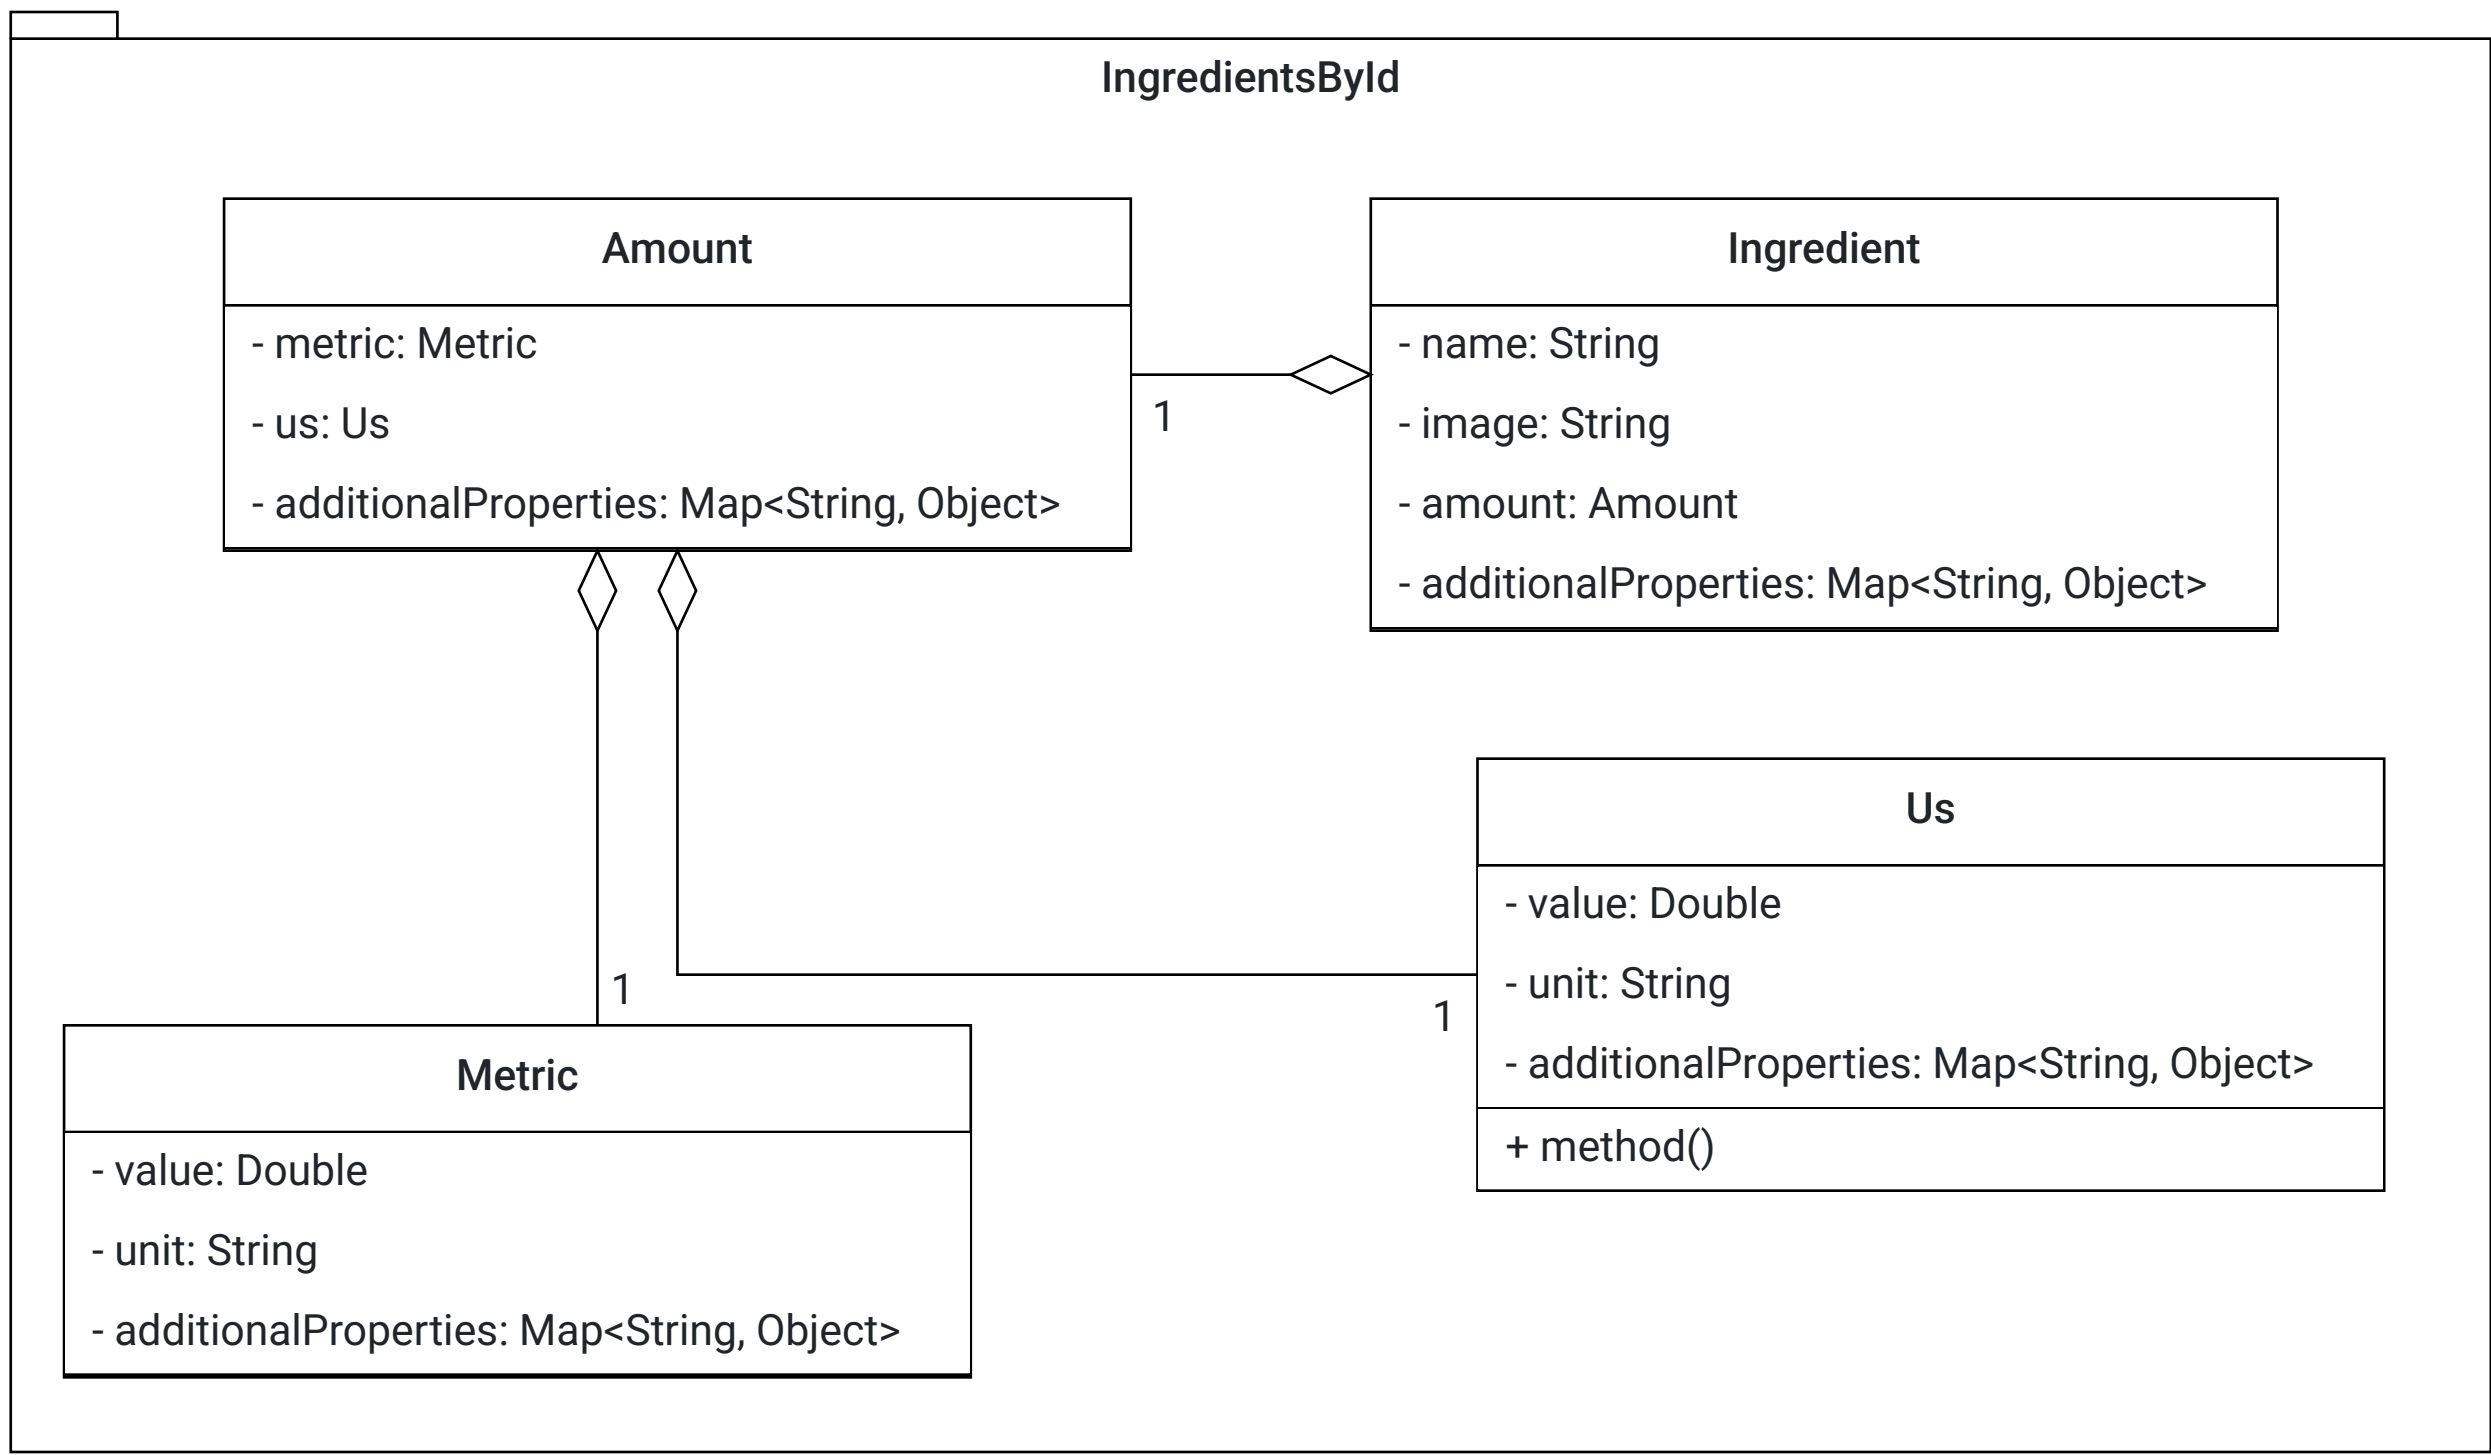 IngredientsById
Amount
- metric: Metric
- us: Us
- additionalProperties: Map<String, Object>
1
Ingredient
- name: String
- image: String
- amount: Amount
- additionalProperties: Map<String, Object>
Us
- value: Double
- unit: String
- additionalProperties: Map<String, Object>
+ method()
1
1
Metric
- value: Double
- unit: String
- additionalProperties: Map<String, Object>